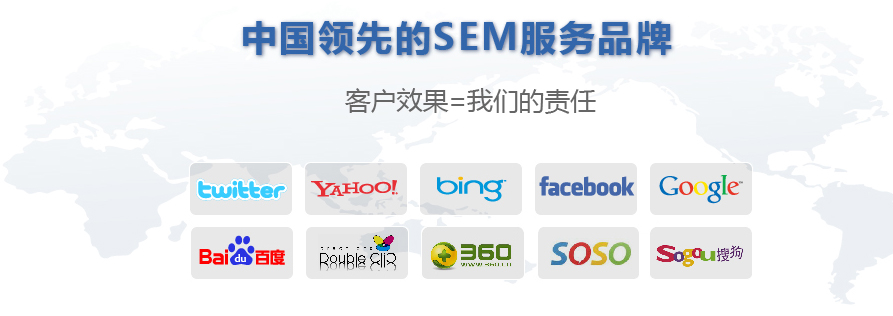 中国领先的SEM服务品牌
客户效果=我们的责任
twitter YAHOO! bing facebook Google
Bai du 百度 Double Click 360 SOSO Sogou搜狗